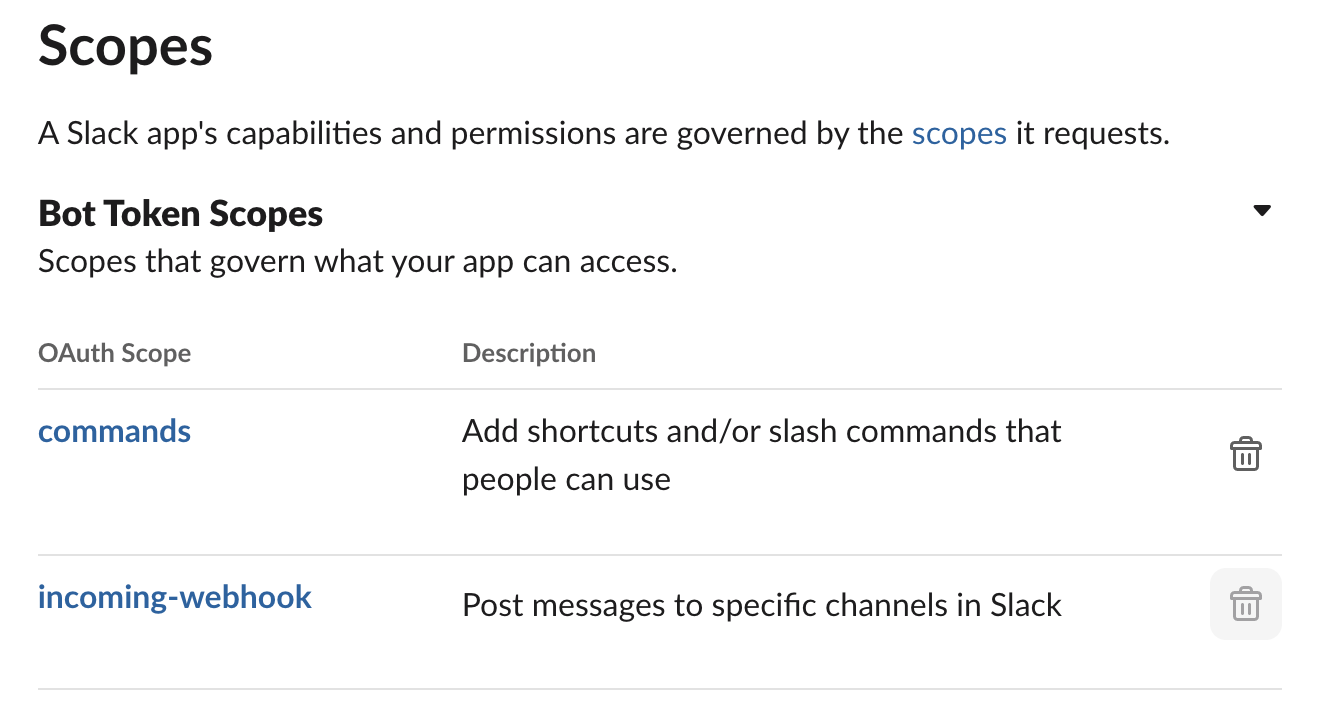 Scopes
A Slack app's capabilities and permissions are governed by the scopes it requests.
Bot Token Scopes
Scopes that govern what your app can access.
OAuth Scope Description
commands Add shortcuts and/or slash commands that
people can use
incoming-webhook Post messages to specific channels in Slack